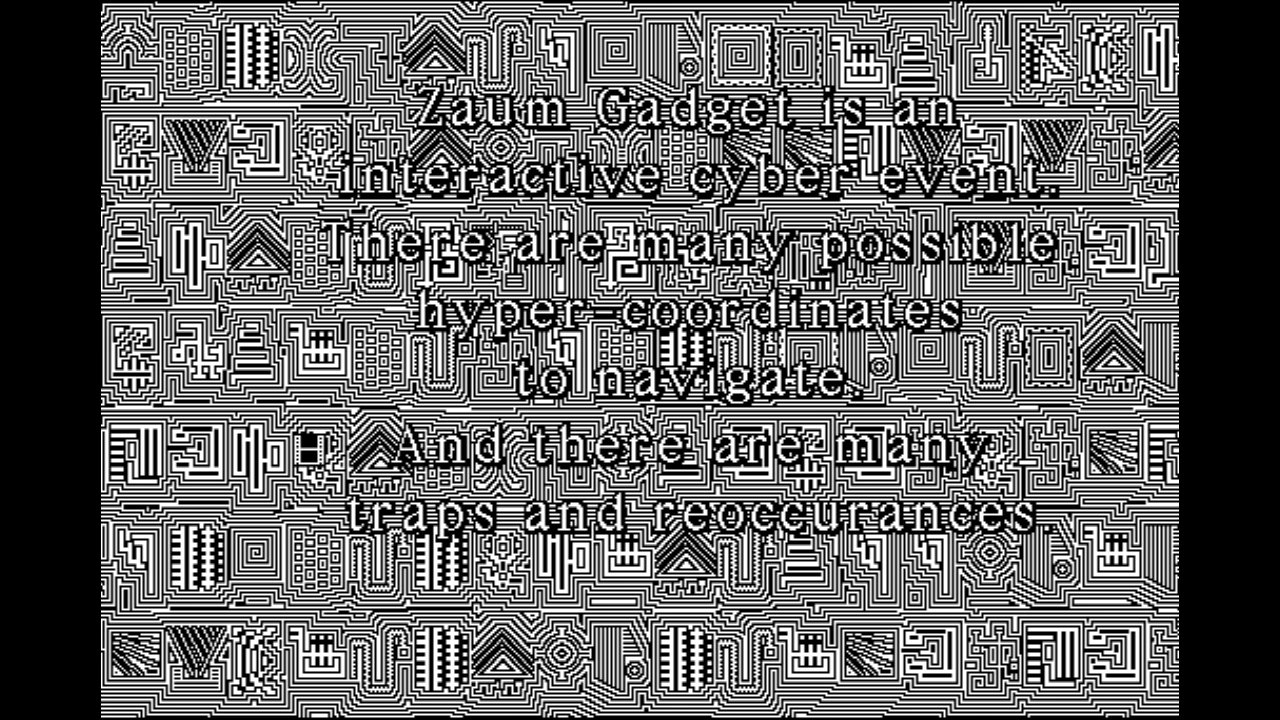 Zaum Gadget is an
interactive cyber event.
There are many possible
hyper-coordinates
to navigate.
And there are many
traps and reoccurances.